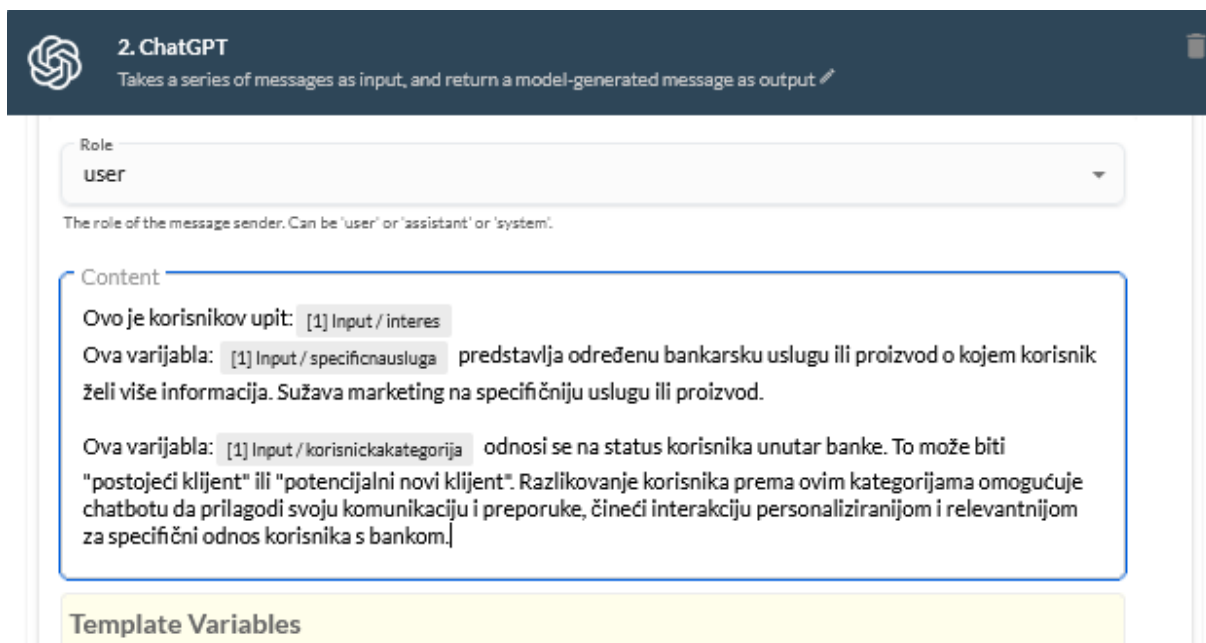 2. ChatGPT
Takes a series of messages as input, and return a model-generated message as output
Role
user
The role of the message sender. Can be 'user' or 'assistant' or 'system'.
Content
Ovo je korisnikov upit: [1] Input / interes
Ova varijabla: [1] Input / specificnausluga predstavlja određenu bankarsku uslugu ili proizvod o kojem korisnik
želi više informacija. Sužava marketing na specifičniju uslugu ili proizvod.
Ova varijabla: [1] Input / korisnickakategorija odnosi se na status korisnika unutar banke. To može biti
"postojeći klijent" ili "potencijalni novi klijent". Razlikovanje korisnika prema ovim kategorijama omogućuje
chatbotu da prilagodi svoju komunikaciju i preporuke, čineći interakciju personaliziranijom i relevantnijom
za specifični odnos korisnika s bankom.
Template Variables